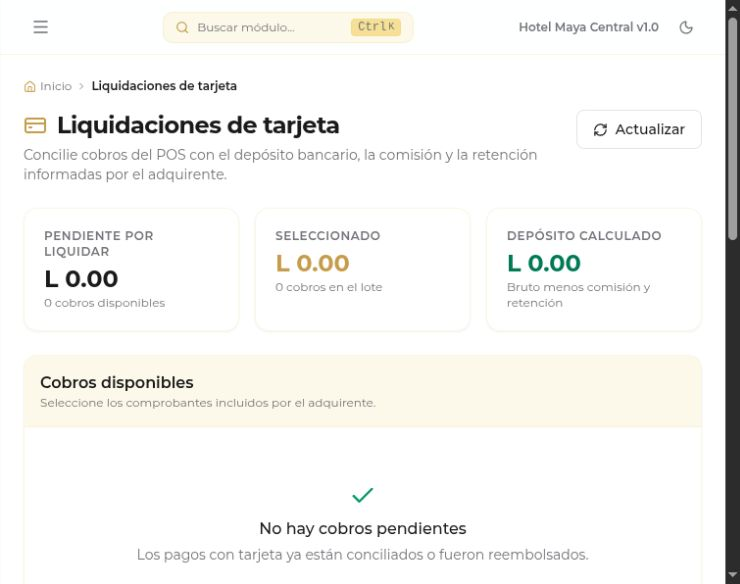 Buscar módulo...
Ctrl K
Hotel Maya Central v1.0
Inicio > Liquidaciones de tarjeta
Liquidaciones de tarjeta
Actualizar
Concilie cobros del POS con el depósito bancario, la comisión y la retención
informadas por el adquirente.
PENDIENTE POR
LIQUIDAR
L 0.00
0 cobros disponibles
SELECCIONADO
L 0.00
0 cobros en el lote
DEPÓSITO CALCULADO
L 0.00
Bruto menos comisión y
retención
Cobros disponibles
Seleccione los comprobantes incluidos por el adquirente.
No hay cobros pendientes
Los pagos con tarjeta ya están conciliados o fueron reembolsados.